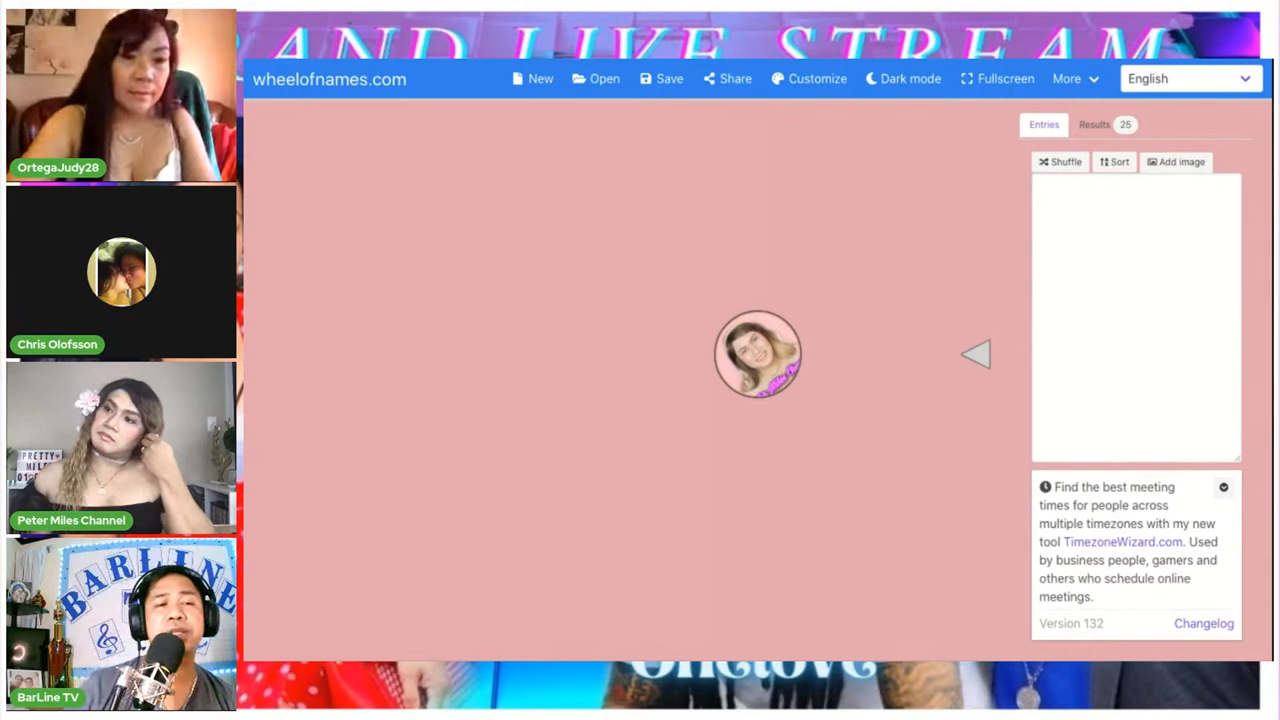 AND LIVE STREAM
wheelofnames.com
New
Open
Save
Share
Customize
Dark mode
Fullscreen
More
English
Entries
Results 25
Shuffle
Sort
Add image
Find the best meeting
times for people across
multiple timezones with my new
tool TimezoneWizard.com. Used
by business people, gamers and
others who schedule online
meetings.
Version 132
Changelog
OrtegaJudy28
Chris Olofsson
PRETTY
Peter Miles Channel
BARLINE
BarLine TV
Onelove